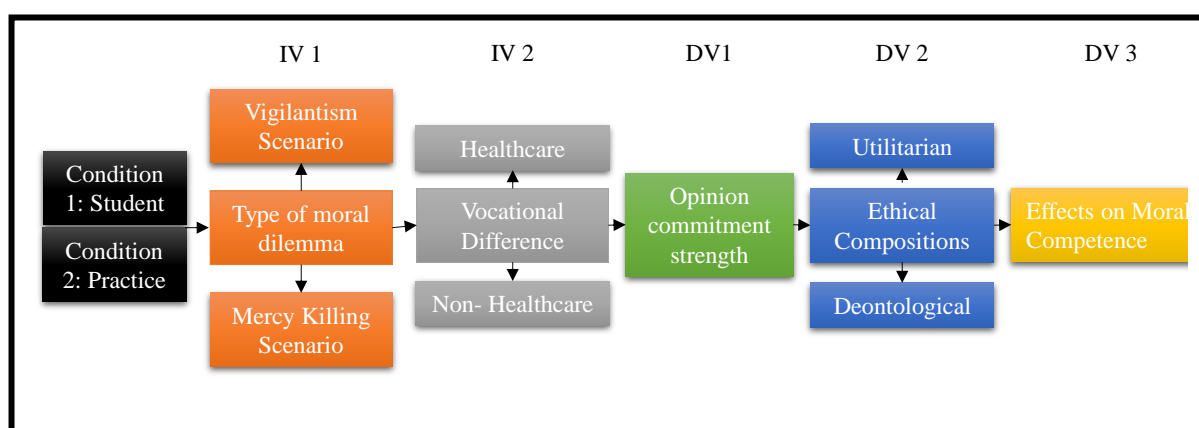 IV 1
IV 2
DV1
DV 2
DV 3
Condition
1: Student
Condition
2: Practice
Vigilantism
Scenario
Type of moral
dilemma
Mercy Killing
Scenario
Healthcare
Vocational
Difference
Non- Healthcare
Opinion
commitment
strength
Utilitarian
Ethical
Compositions
Deontological
Effects on Moral
Competence